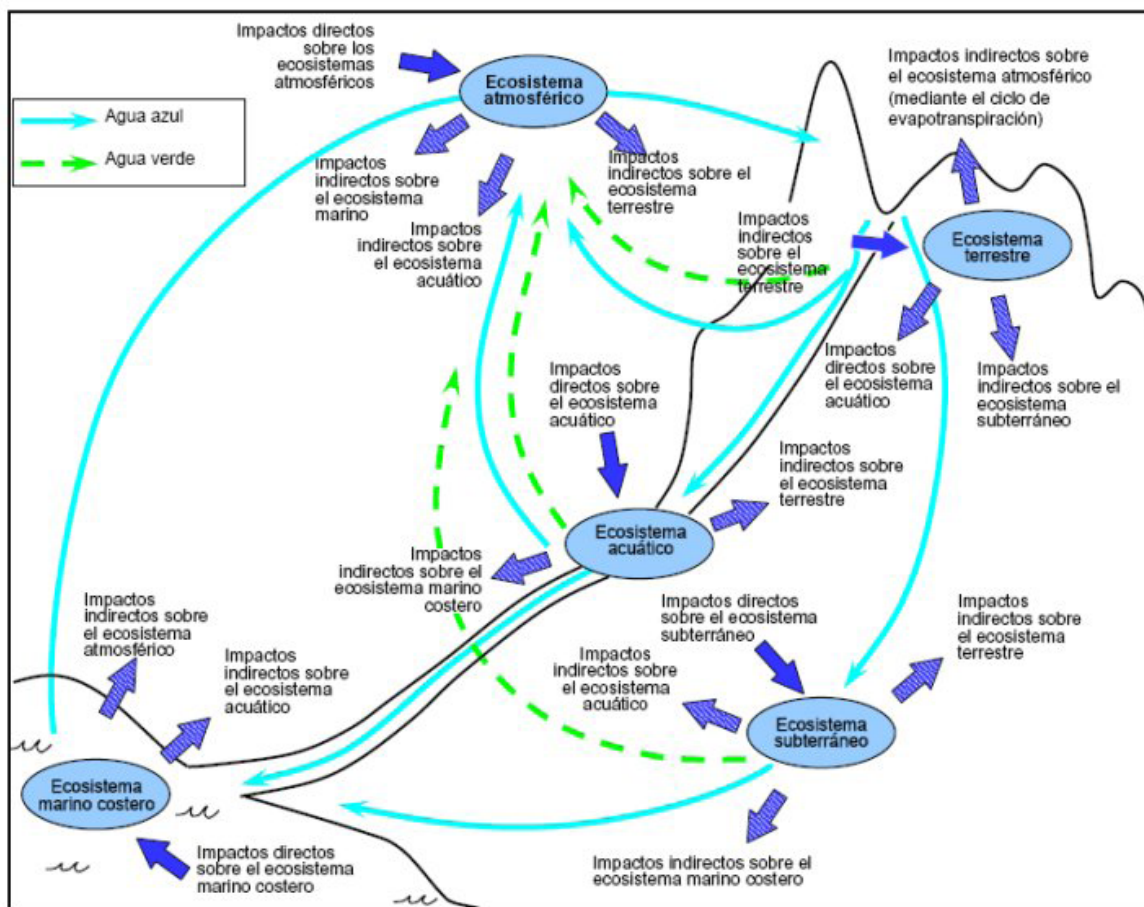 Impactos directos
sobre los
ecosistemas
atmosféricos
Ecosistema
atmosférico
Impactos indirectos sobre
el ecosistema atmosférico
(mediante el ciclo de
evapotranspiración)
Agua azul
Agua verde
Impactos
indirectos sobre
el ecosistema
marino
Impactos
indirectos sobre
el ecosistema
acuático
Impactos
indirectos sobre el
ecosistema
terrestre
Impactos
indirectos
sobre el
ecosistema
terrestre
Ecosistema
terrestre
Impactos
directos sobre
el ecosistema
acuático
Impactos
indirectos sobre el
ecosistema
subterráneo
Impactos
directos sobre
el ecosistema
acuático
Impactos
indirectos sobre
el ecosistema
terrestre
Ecosistema
acuático
Impactos
indirectos sobre el
ecosistema marino
costero
Impactos directos
sobre el ecosistema
subterráneo
Impactos
indirectos sobre
el ecosistema
terrestre
Impactos
indirectos sobre
el ecosistema
atmosférico
Impactos
indirectos sobre
el ecosistema
acuático
Impactos
indirectos sobre
el ecosistema
acuático
Ecosistema
subterráneo
Ecosistema
marino costero
Impactos directos
sobre el ecosistema
marino costero
Impactos indirectos sobre el
ecosistema marino costero